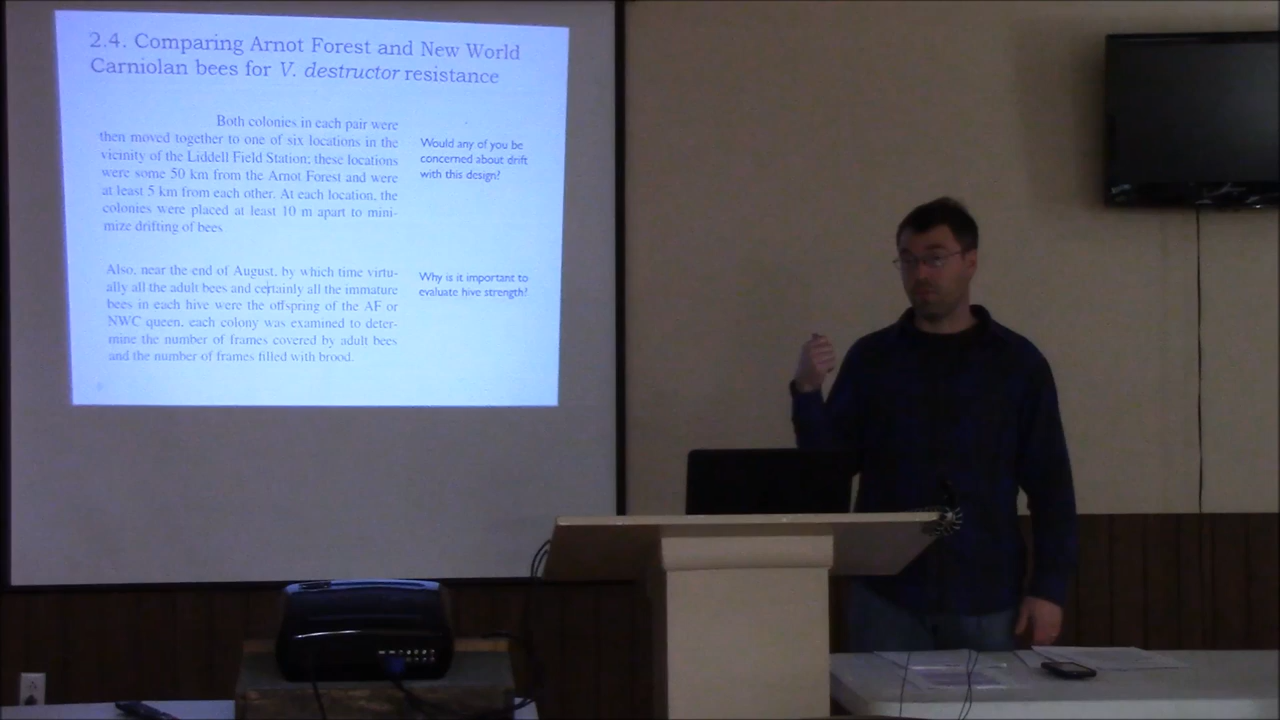 2.4. Comparing Arnot Forest and New World
Carniolan bees for V. destructor resistance
Both colonies in each pair were
then moved together to one of six locations in the
vicinity of the Liddell Field Station; these locations
were some 50 km from the Arnot Forest and were
at least 5 km from each other. At each location, the
colonies were placed at least 10 m apart to mini-
mize drifting of bees
Would any of you be
concerned about drift
with this design?
Also, near the end of August, by which time virtu-
ally all the adult bees and certainly all the immature
bees in each hive were the offspring of the AF or
NWC queen, each colony was examined to deter-
mine the number of frames covered by adult bees
and the number of frames filled with brood.
Why is it important to
evaluate hive strength?